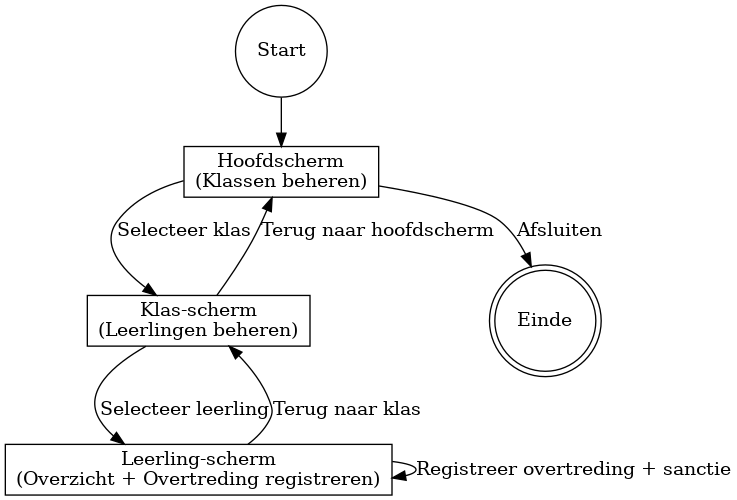 Start
Hoofdscherm
(Klassen beheren)
Selecteer klas
Terug naar hoofdscherm
Afsluiten
Klas-scherm
(Leerlingen beheren)
Einde
Selecteer leerling
Terug naar klas
Leerling-scherm
(Overzicht + Overtreding registreren)
Registreer overtreding + sanctie